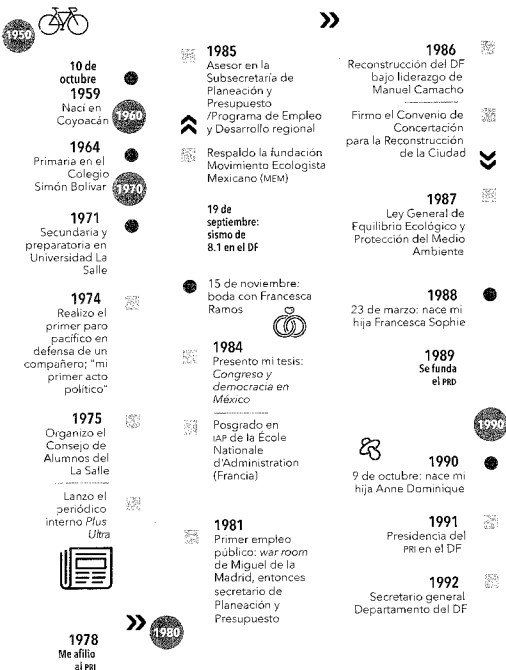 1950
10 de
octubre
1959
Nací en
Coyoacán
1960
1964
Primaria en el
Colegio
Simón Bolivar
1970
1971
Secundaria y
preparatoria en
Universidad La
Salle
1974
Realizo el
primer paro
pacífico en
defensa de un
compañero; "mi
primer acto
político"
1975
Organizo el
Consejo de
Alumnos del
La Salle
Lanzo el
periódico
interno Plus
Ultra
1978
Me afilio
al PRI
1980
1985
Asesor en la
Subsecretaría de
Planeación y
Presupuesto
/Programa de Empleo
y Desarrollo regional
Respaldo la fundación
Movimiento Ecologista
Mexicano (MEM)
19 de
septiembre:
sismo de
8.1 en el DF
15 de noviembre:
boda con Francesca
Ramos
1984
Presento mi tesis:
Congreso y
democracia en
México
Posgrado en
IAP de la École
Nationale
d'Administration
(Francia)
1981
Primer empleo
público: war room
de Miguel de la
Madrid, entonces
secretario de
Planeación y
Presupuesto
1986
Reconstrucción del DF
bajo liderazgo de
Manuel Camacho
Firmo el Convenio de
Concertación
para la Reconstrucción
de la Ciudad
1987
Ley General de
Equilibrio Ecológico y
Protección del Medio
Ambiente
1988
23 de marzo: nace mi
hija Francesca Sophie
1989
Se funda
el PRD
1990
1990
9 de octubre: nace mi
hija Anne Dominique
1991
Presidencia del
PRI en el DF
1992
Secretario general
Departamento del DF